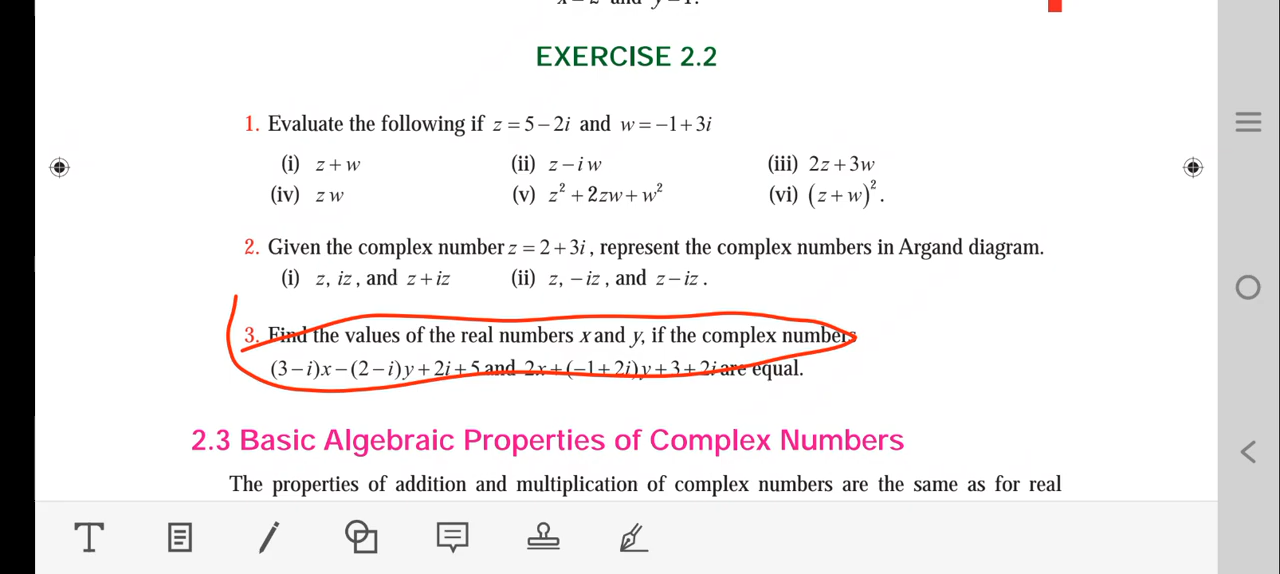 x = 2 and y = 1.
EXERCISE 2.2
1. Evaluate the following if z = 5 − 2i and w = −1 + 3i
(i) z + w (ii) z − i w (iii) 2z + 3w
(iv) z w (v) z² + 2zw + w² (vi) (z + w)².
2. Given the complex number z = 2 + 3i, represent the complex numbers in Argand diagram.
(i) z, iz, and z + iz (ii) z, −iz, and z − iz.
3. Find the values of the real numbers x and y, if the complex numbers
(3 − i)x − (2 − i)y + 2i + 5 and 2x + (−1 + 2i)y + 3 + 2i are equal.
2.3 Basic Algebraic Properties of Complex Numbers
The properties of addition and multiplication of complex numbers are the same as for real
T